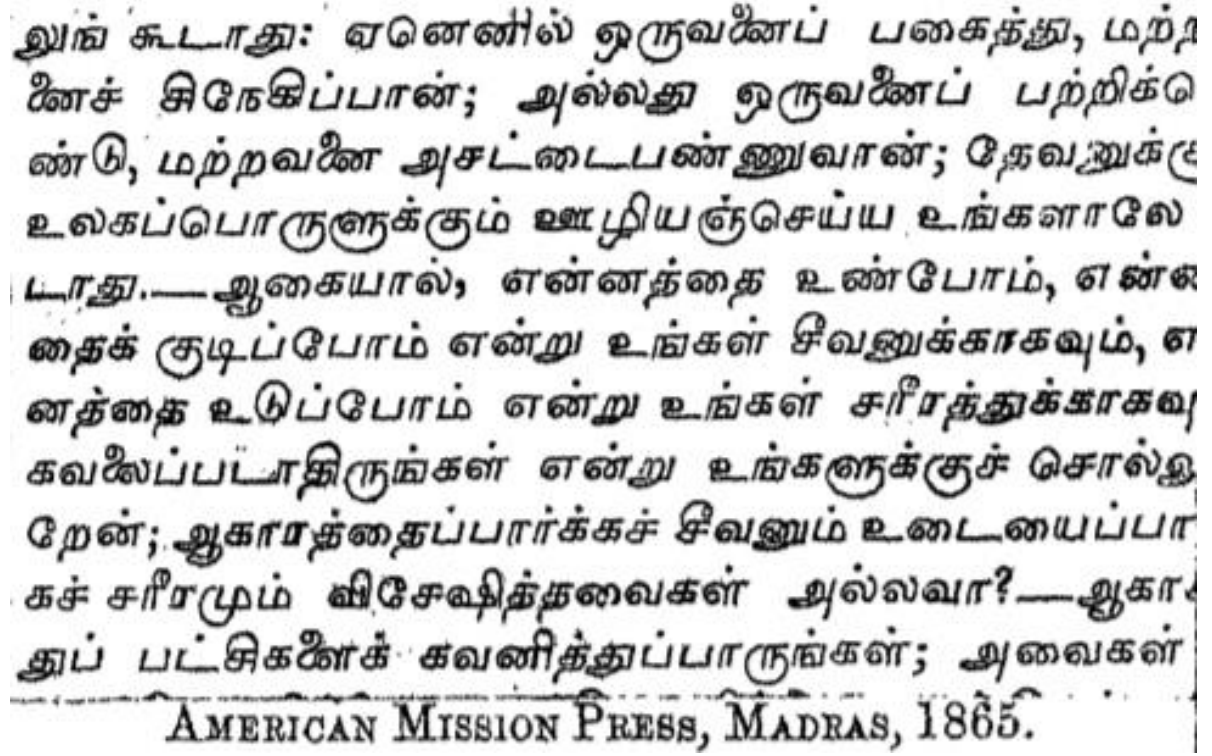 லுங் கூடாது: ஏனெனில் ஒருவனைப் பகைத்து, மற்ற
னைச் சிநேகிப்பான்; அல்லது ஒருவனைப் பற்றிக்கொ
ண்டு, மற்றவனை அசட்டைபண்ணுவான்; தேவனுக்கு
உலகப்பொருளுக்கும் ஊழியஞ்செய்ய உங்களாலே
டாது.—ஆகையால், என்னத்தை உண்போம், என்ன
தைக் குடிப்போம் என்று உங்கள் சீவனுக்காகவும், எ
னத்தை உடுப்போம் என்று உங்கள் சரீரத்துக்காகவு
கவலைப்படாதிருங்கள் என்று உங்களுக்குச் சொல்லு
றேன்; ஆகாரத்தைப்பார்க்கச் சீவனும் உடையைப்பா
கச் சரீரமும் விசேஷித்தவைகள் அல்லவா?—ஆகாச
துப் பட்சிகளைக் கவனித்துப்பாருங்கள்; அவைகள்
AMERICAN MISSION PRESS, MADRAS, 1865.